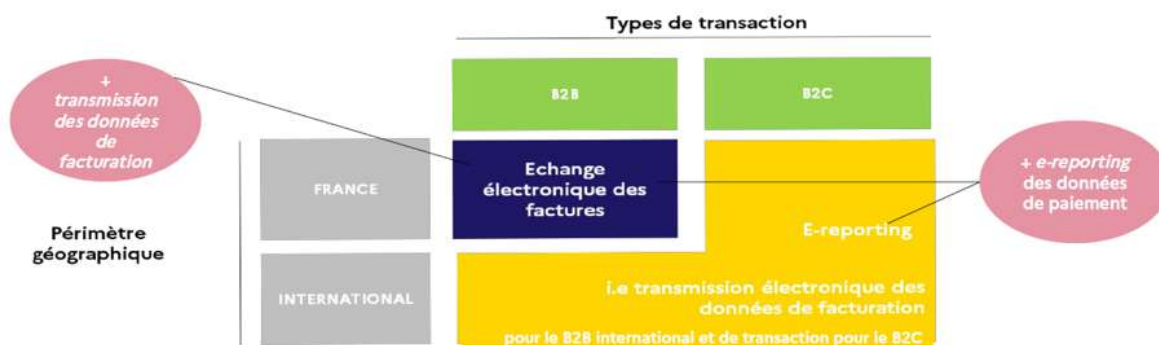 Types de transaction
B2B
B2C
+
transmission
des données
de
facturation
FRANCE
Echange
électronique des
factures
+ e-reporting
des données
de paiement
Périmètre
géographique
E-reporting
INTERNATIONAL
i.e transmission électronique des
données de facturation
pour le B2B international et de transaction pour le B2C